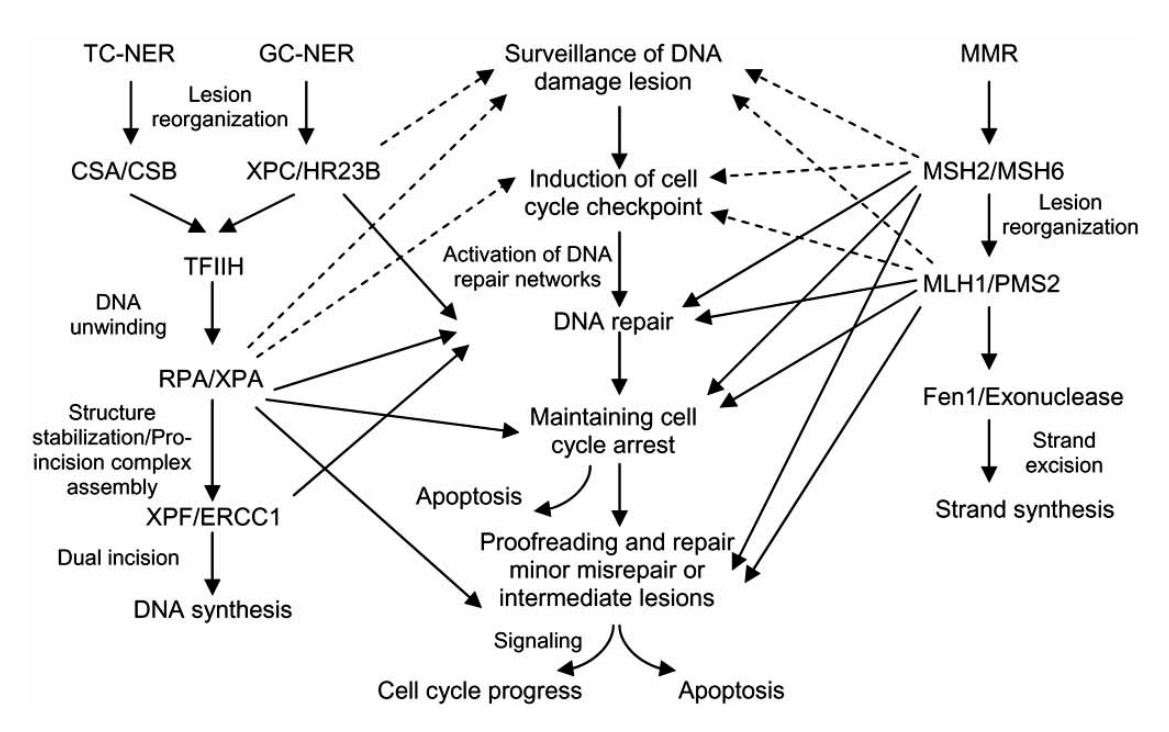 TC-NER
GC-NER
Lesion
reorganization
CSA/CSB
XPC/HR23B
TFIIH
DNA
unwinding
RPA/XPA
Structure
stabilization/Pro-
incision complex
assembly
XPF/ERCC1
Dual incision
DNA synthesis
Surveillance of DNA
damage lesion
Induction of cell
cycle checkpoint
Activation of DNA
repair networks
DNA repair
Maintaining cell
cycle arrest
Apoptosis
Proofreading and repair
minor misrepair or
intermediate lesions
Signaling
Cell cycle progress
Apoptosis
MMR
MSH2/MSH6
Lesion
reorganization
MLH1/PMS2
Fen1/Exonuclease
Strand
excision
Strand synthesis